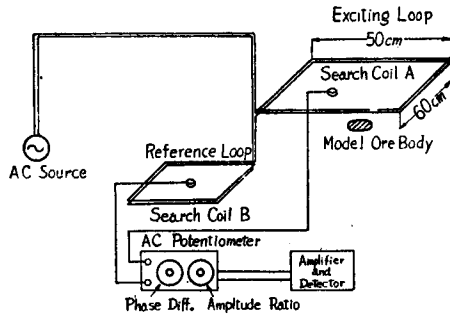 Exciting Loop
50cm
Search Coil A
60cm
Model Ore Body
AC Source
Reference Loop
Search Coil B
AC Potentiometer
Amplifier
and
Detector
Phase Diff. Ampltude Ratio